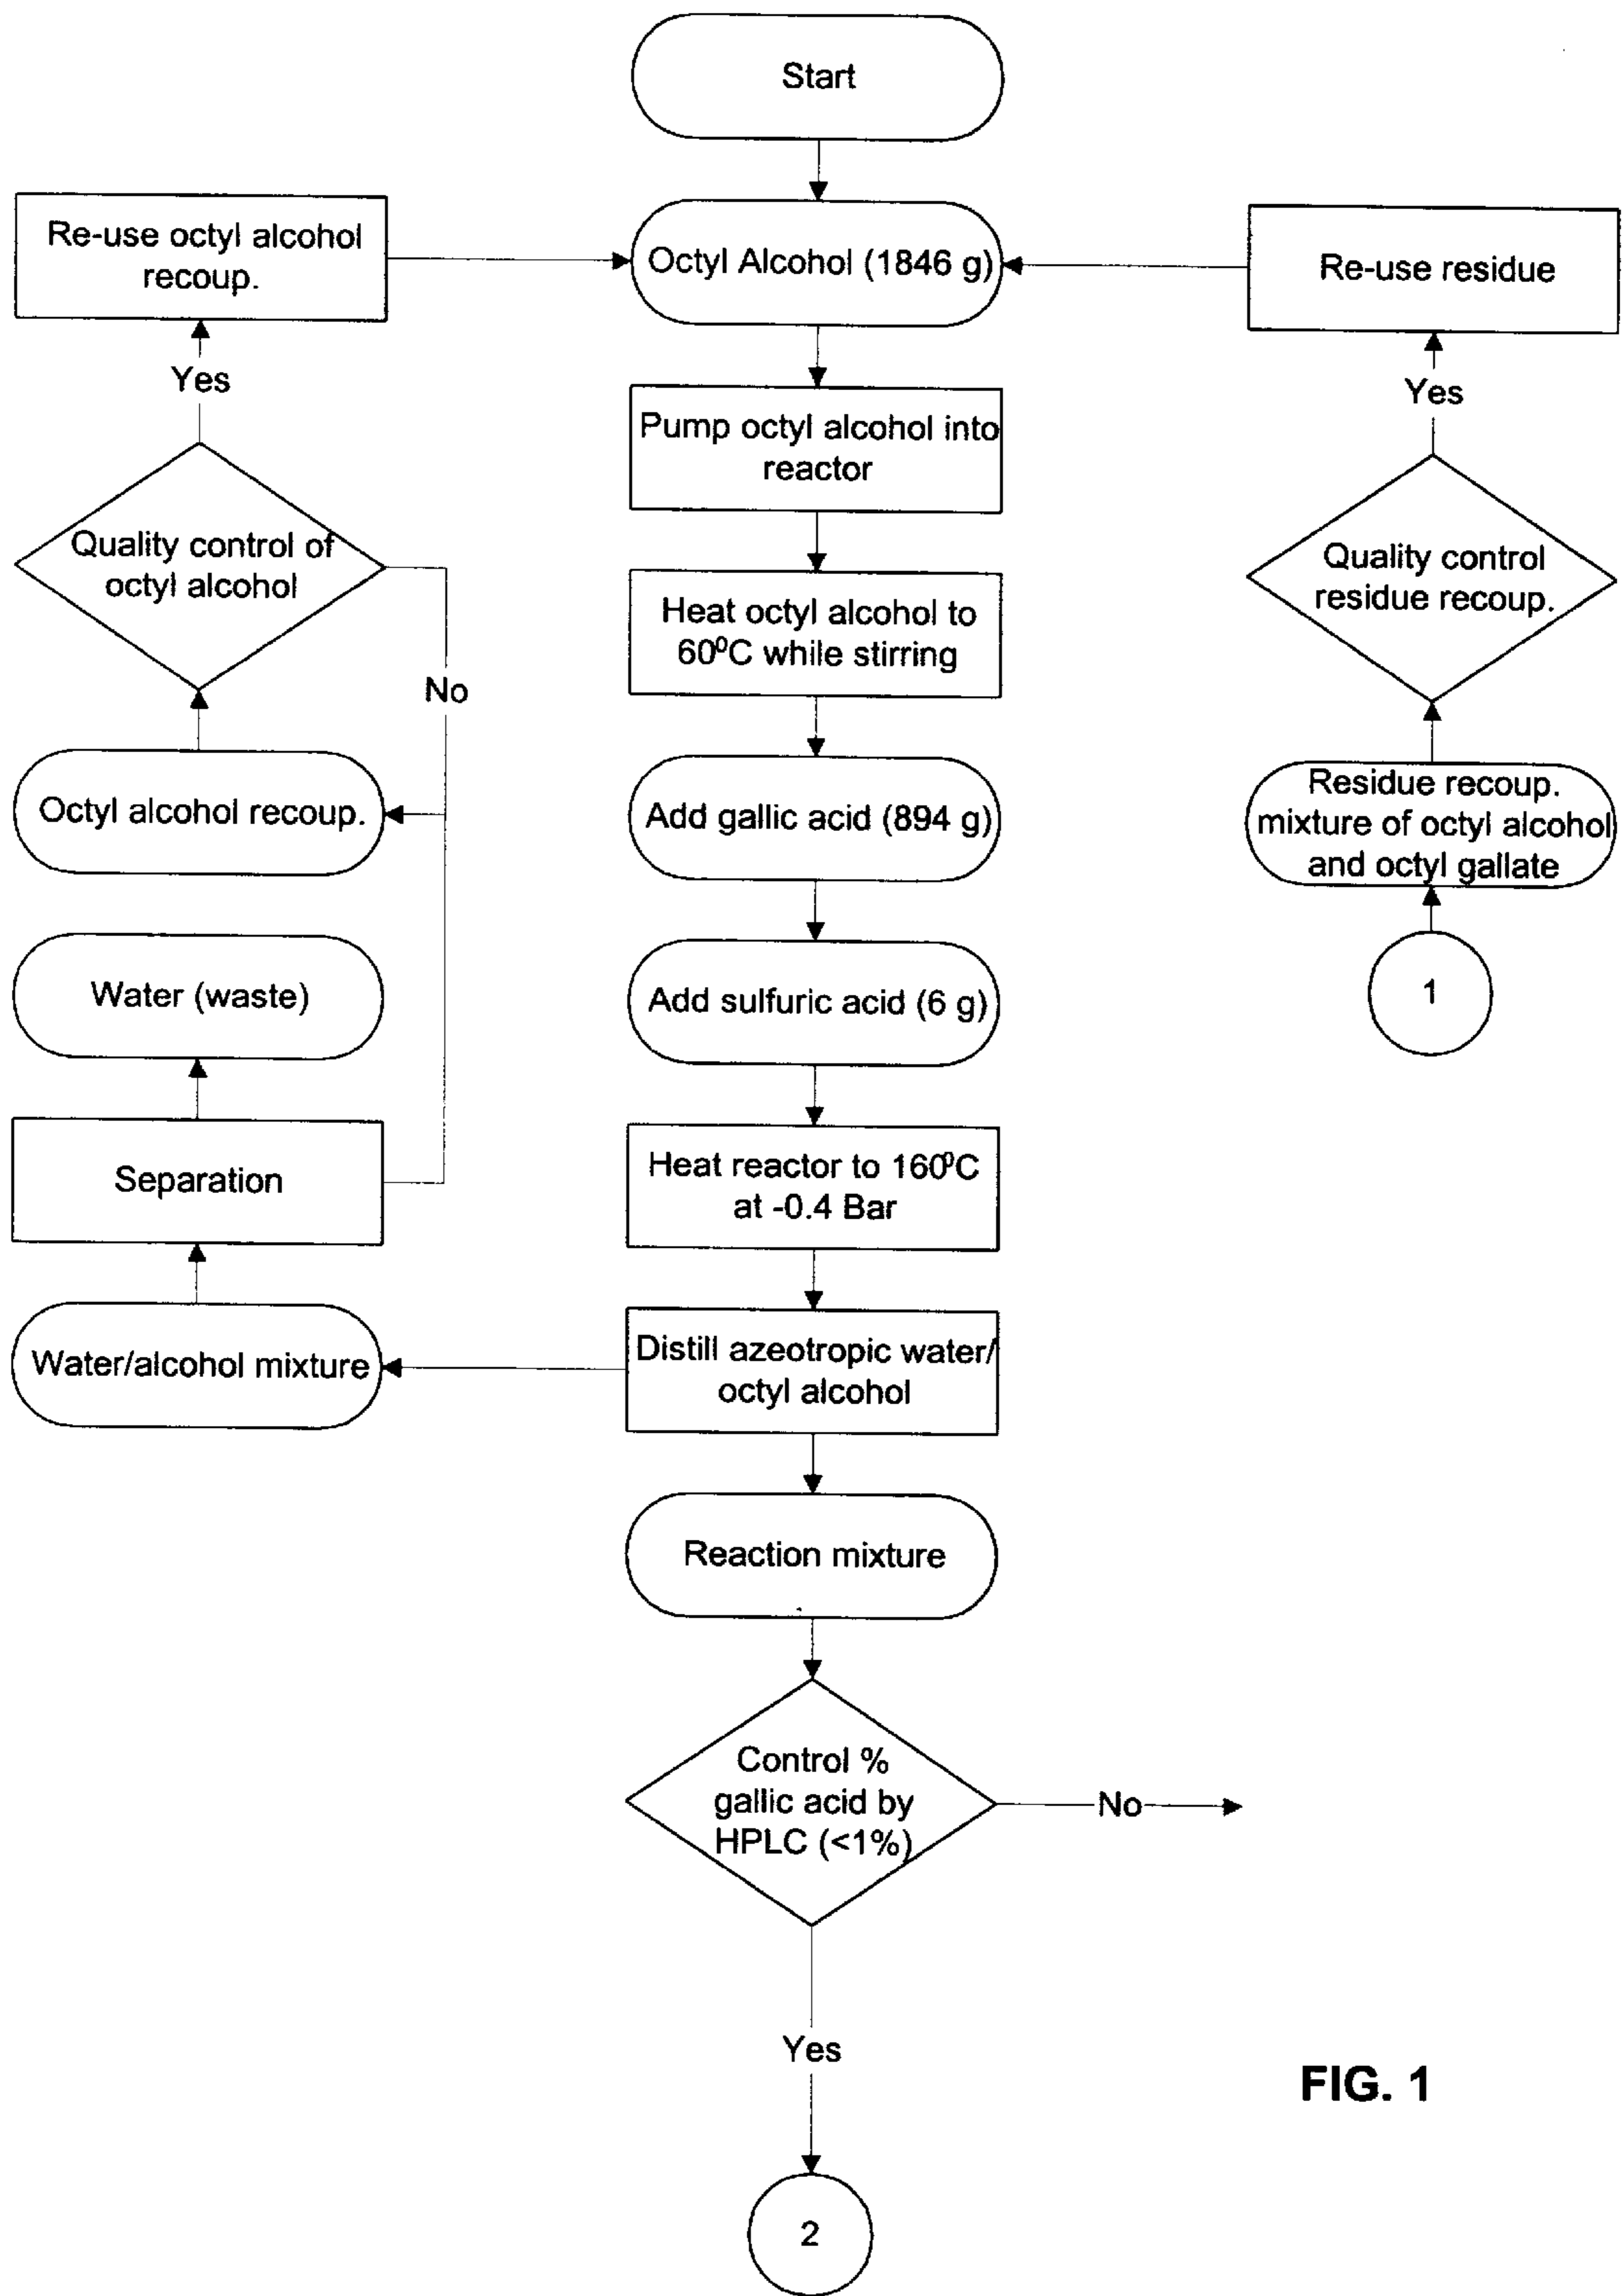 Start
Re-use octyl alcohol
recoup.
Octyl Alcohol (1846 g)
Re-use residue
Yes
Yes
Pump octyl alcohol into
reactor
Quality control of
octyl alcohol
Quality control
residue recoup.
Heat octyl alcohol to
60⁰C while stirring
No
Octyl alcohol recoup.
Add gallic acid (894 g)
Residue recoup.
mixture of octyl alcohol
and octyl gallate
Water (waste)
Add sulfuric acid (6 g)
1
Separation
Heat reactor to 160⁰C
at -0.4 Bar
Water/alcohol mixture
Distill azeotropic water/
octyl alcohol
Reaction mixture
Control %
gallic acid by
HPLC (<1%)
No
Yes
FIG. 1
2